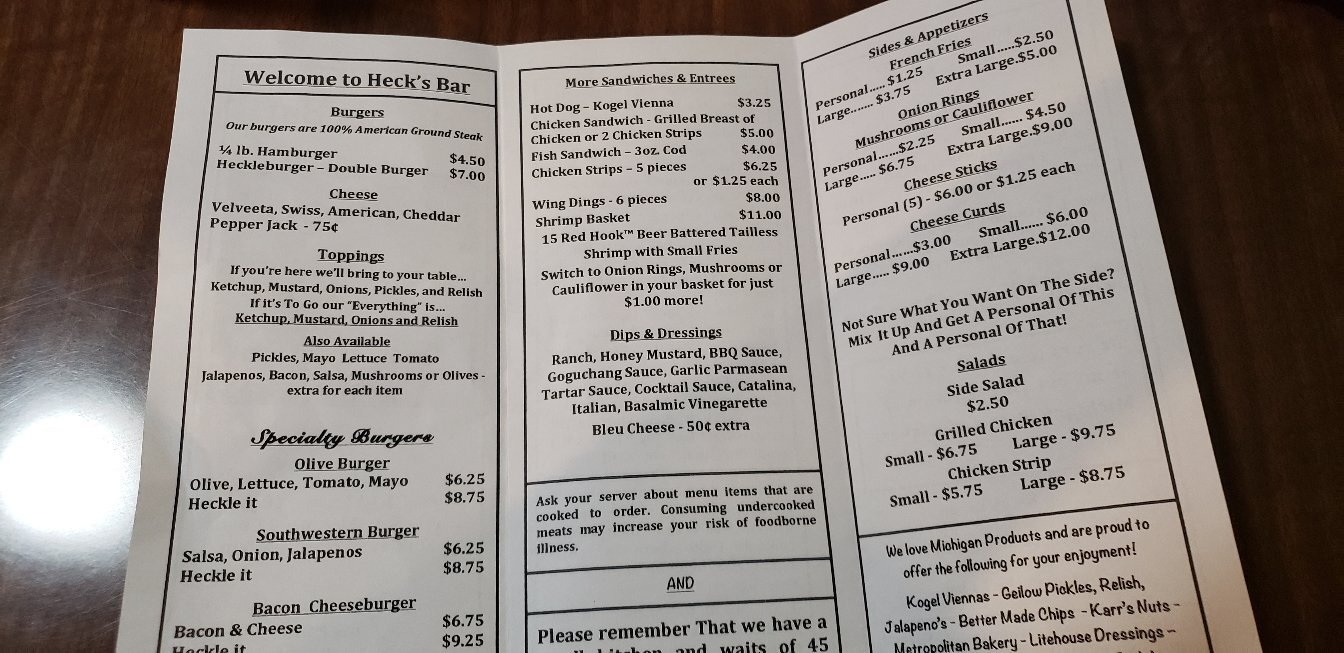 Welcome to Heck's Bar
Burgers
Our burgers are 100% American Ground Steak
¼ lb. Hamburger $4.50
Heckleburger – Double Burger $7.00
Cheese
Velveeta, Swiss, American, Cheddar
Pepper Jack - 75¢
Toppings
If you're here we'll bring to your table...
Ketchup, Mustard, Onions, Pickles, and Relish
If it's To Go our "Everything" is...
Ketchup, Mustard, Onions and Relish
Also Available
Pickles, Mayo Lettuce Tomato
Jalapenos, Bacon, Salsa, Mushrooms or Olives -
extra for each item
Specialty Burgers
Olive Burger
Olive, Lettuce, Tomato, Mayo $6.25
Heckle it $8.75
Southwestern Burger
Salsa, Onion, Jalapenos $6.25
Heckle it $8.75
Bacon Cheeseburger
Bacon & Cheese $6.75
Heckle it $9.25
More Sandwiches & Entrees
Hot Dog – Kogel Vienna $3.25
Chicken Sandwich - Grilled Breast of
Chicken or 2 Chicken Strips $5.00
Fish Sandwich – 3oz. Cod $4.00
Chicken Strips – 5 pieces $6.25
or $1.25 each
Wing Dings - 6 pieces $8.00
Shrimp Basket $11.00
15 Red Hook™ Beer Battered Tailless
Shrimp with Small Fries
Switch to Onion Rings, Mushrooms or
Cauliflower in your basket for just
$1.00 more!
Dips & Dressings
Ranch, Honey Mustard, BBQ Sauce,
Goguchang Sauce, Garlic Parmasean
Tartar Sauce, Cocktail Sauce, Catalina,
Italian, Basalmic Vinegarette
Bleu Cheese - 50¢ extra
Ask your server about menu items that are
cooked to order. Consuming undercooked
meats may increase your risk of foodborne
illness.
AND
Please remember That we have a
and waits of 45
Sides & Appetizers
French Fries
Personal..... $1.25 Small.....$2.50
Large....... $3.75 Extra Large.$5.00
Onion Rings
Mushrooms or Cauliflower
Personal......$2.25 Small...... $4.50
Large..... $6.75 Extra Large.$9.00
Cheese Sticks
Personal (5) - $6.00 or $1.25 each
Cheese Curds
Personal......$3.00 Small...... $6.00
Large..... $9.00 Extra Large.$12.00
Not Sure What You Want On The Side?
Mix It Up And Get A Personal Of This
And A Personal Of That!
Salads
Side Salad
$2.50
Grilled Chicken
Small - $6.75 Large - $9.75
Chicken Strip
Small - $5.75 Large - $8.75
We love Michigan Products and are proud to
offer the following for your enjoyment!
Kogel Viennas - Geilow Pickles, Relish,
Jalapeno's - Better Made Chips - Karr's Nuts -
Metropolitan Bakery - Litehouse Dressings -